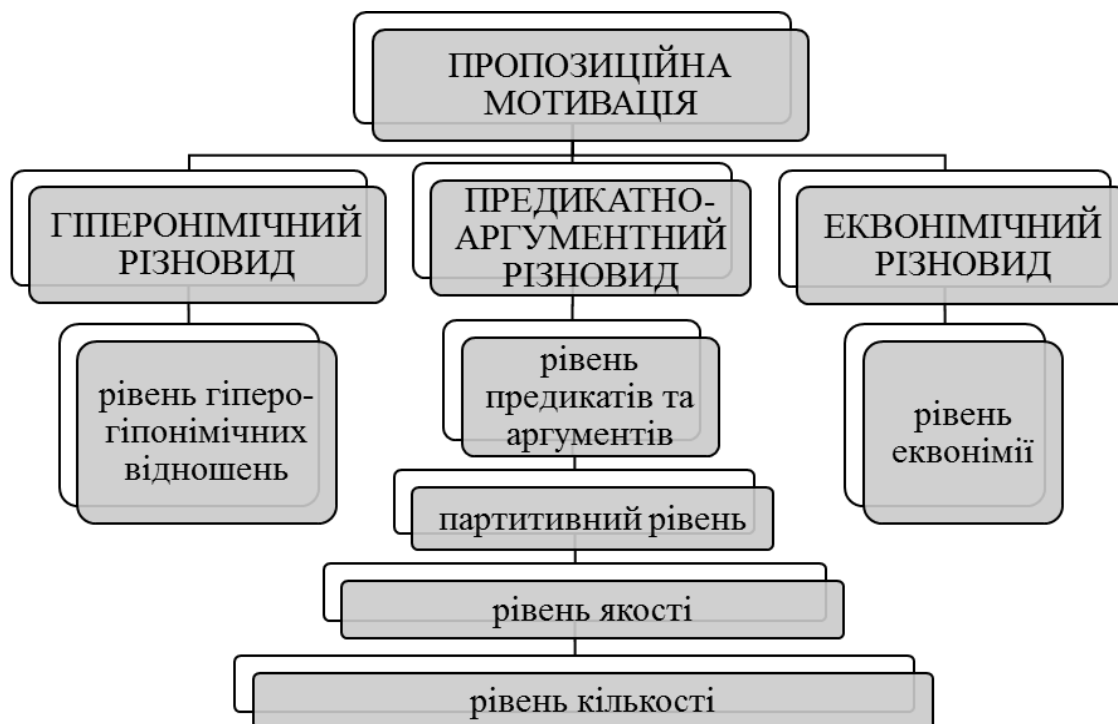 ПРОПОЗИЦІЙНА
МОТИВАЦІЯ
ГІПЕРОНІМІЧНИЙ
РІЗНОВИД
ПРЕДИКАТНО-
АРГУМЕНТНИЙ
РІЗНОВИД
ЕКВОНІМІЧНИЙ
РІЗНОВИД
рівень гіперо-
гіпонімічних
відношень
рівень
предикатів та
аргументів
рівень
еквонімії
партитивний рівень
рівень якості
рівень кількості